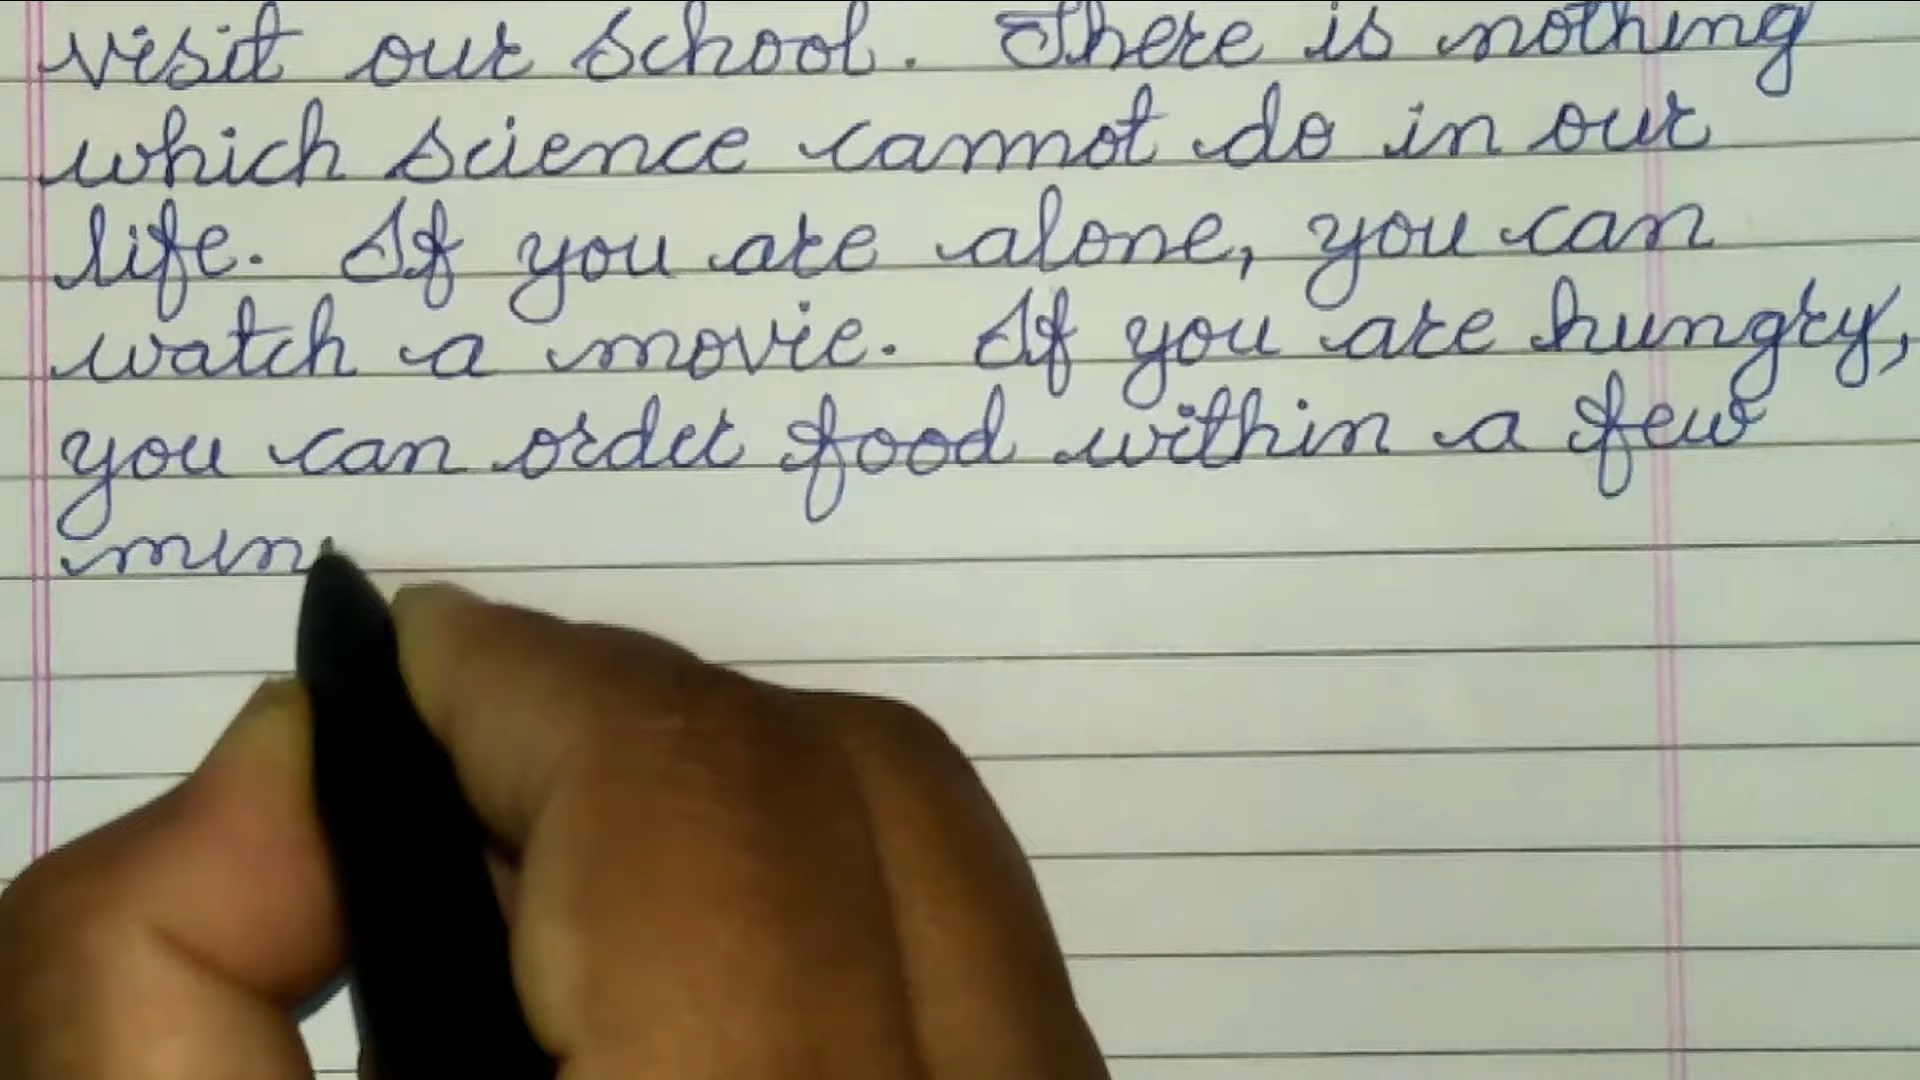 visit our school. There is nothing
which science cannot do in our
life. If you are alone, you can
watch a movie. If you are hungry,
you can order food within a few
min